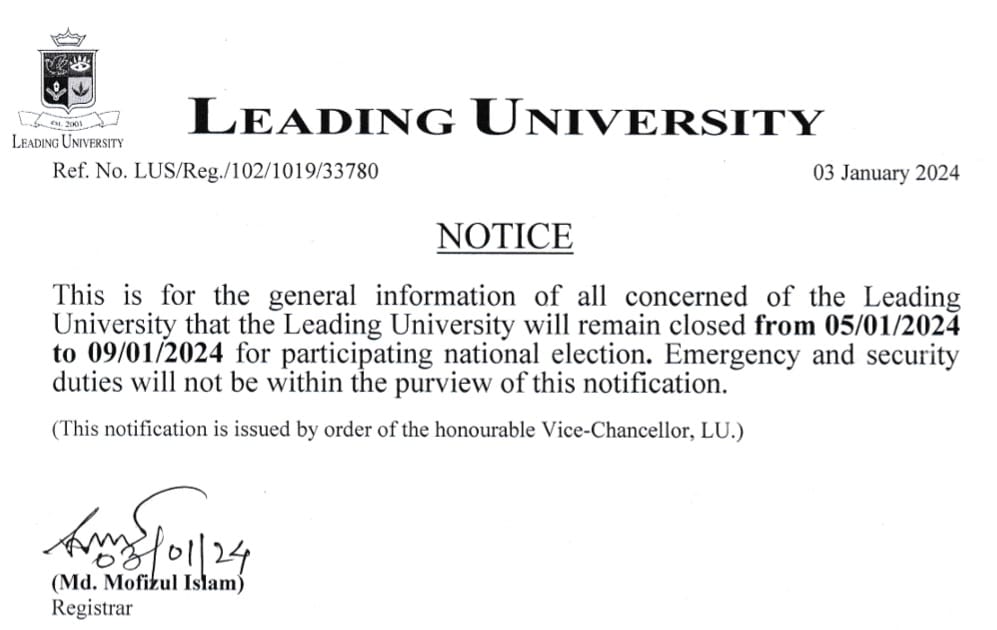 EST. 2001
LEADING UNIVERSITY
LEADING UNIVERSITY
Ref. No. LUS/Reg./102/1019/33780
03 January 2024
NOTICE
This is for the general information of all concerned of the Leading
University that the Leading University will remain closed from 05/01/2024
to 09/01/2024 for participating national election. Emergency and security
duties will not be within the purview of this notification.
(This notification is issued by order of the honourable Vice-Chancellor, LU.)
03/01/24
(Md. Mofizul Islam)
Registrar